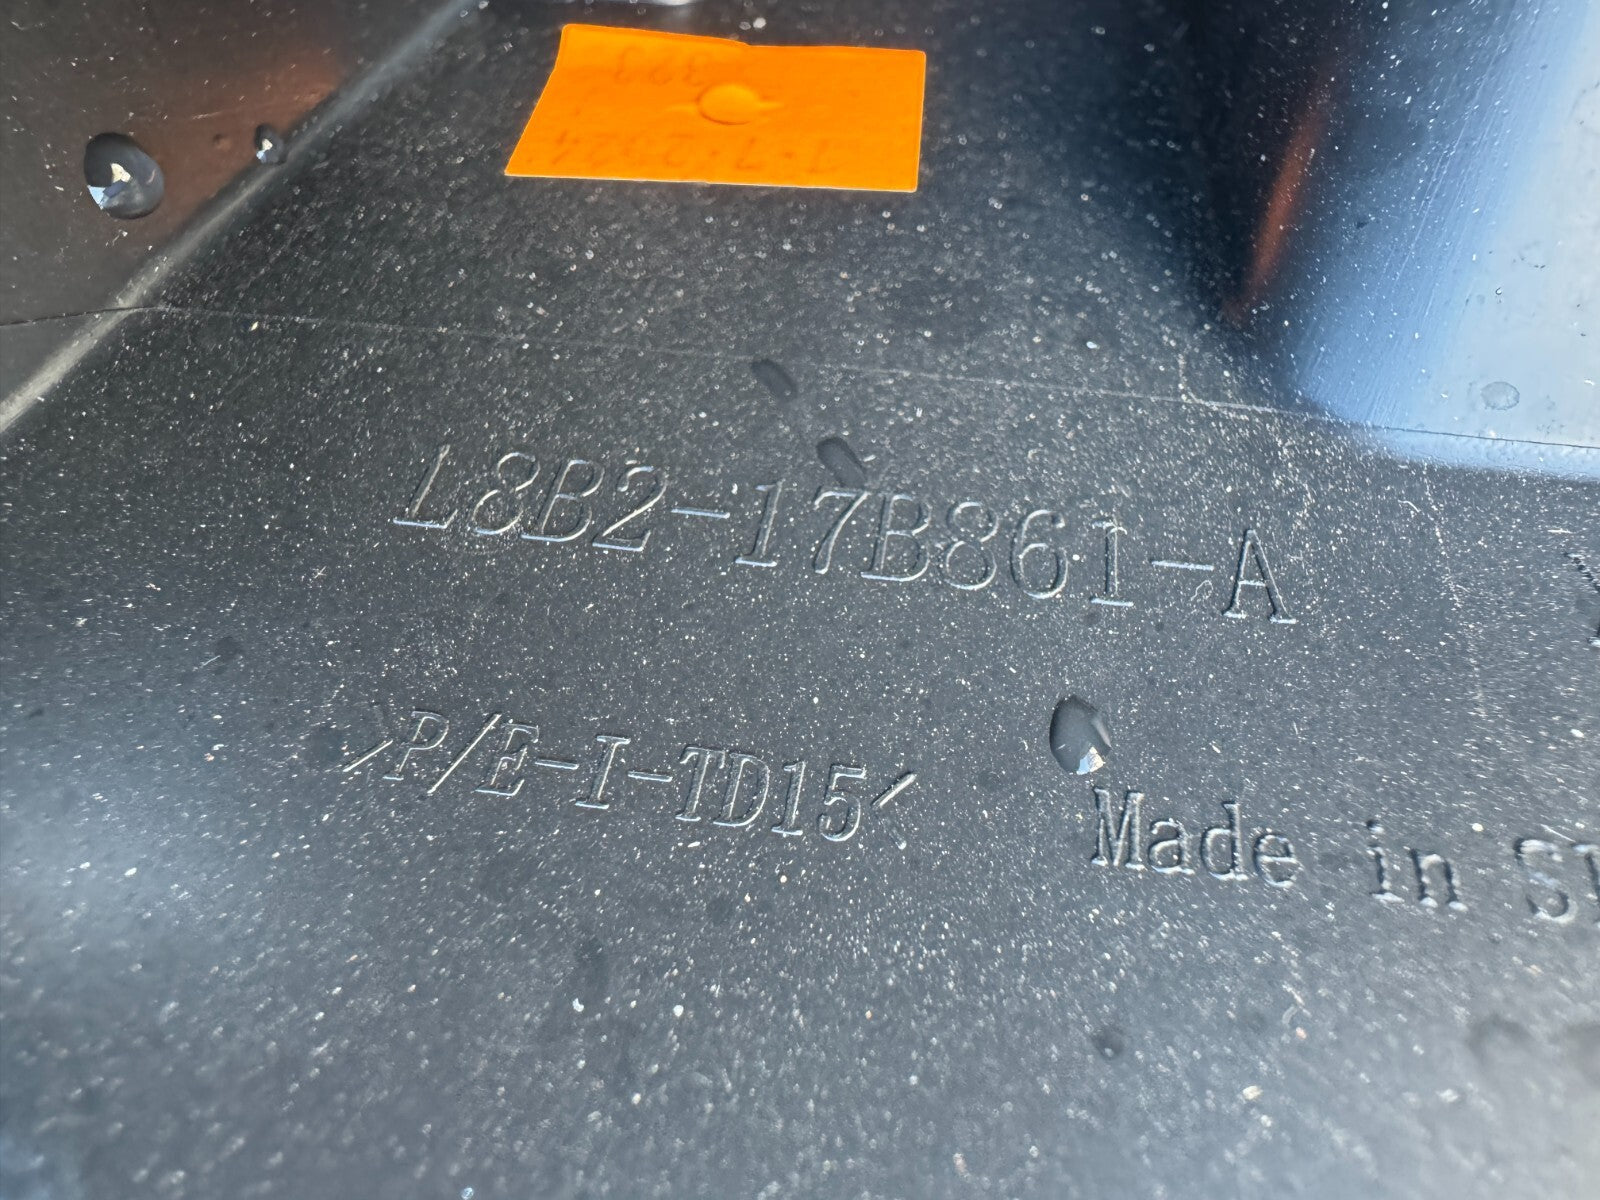 L8B2-17B861-A
>P/E-I-TD15<
Made in